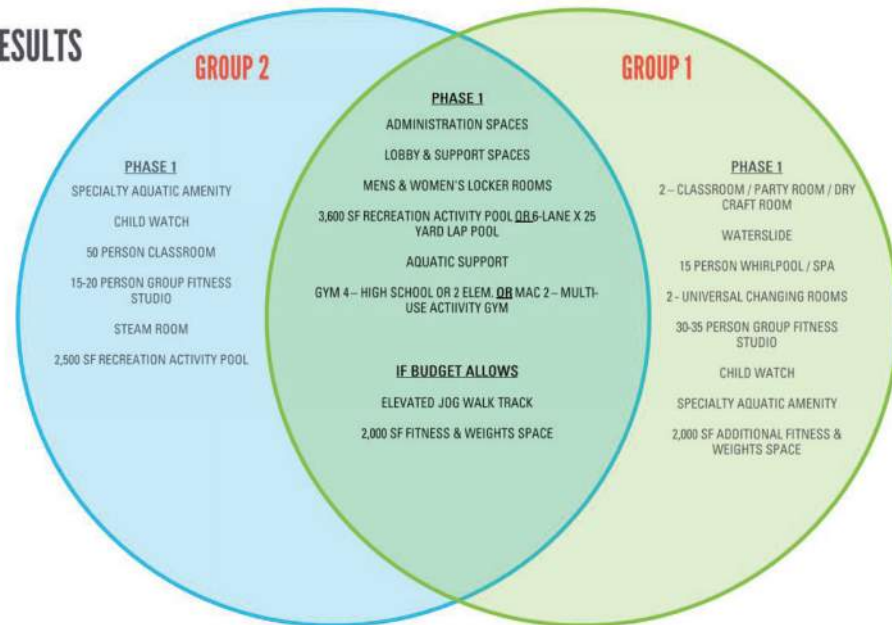 ESULTS
GROUP 2
PHASE 1
SPECIALTY AQUATIC AMENITY
CHILD WATCH
50 PERSON CLASSROOM
15-20 PERSON GROUP FITNESS
STUDIO
STEAM ROOM
2,500 SF RECREATION ACTIVITY POOL
PHASE 1
ADMINISTRATION SPACES
LOBBY & SUPPORT SPACES
MENS & WOMEN'S LOCKER ROOMS
3,600 SF RECREATION ACTIVITY POOL OR 6-LANE X 25
YARD LAP POOL
AQUATIC SUPPORT
GYM 4 – HIGH SCHOOL OR 2 ELEM. OR MAC 2 – MULTI-
USE ACTIIVITY GYM
IF BUDGET ALLOWS
ELEVATED JOG WALK TRACK
2,000 SF FITNESS & WEIGHTS SPACE
GROUP 1
PHASE 1
2 – CLASSROOM / PARTY ROOM / DRY
CRAFT ROOM
WATERSLIDE
15 PERSON WHIRLPOOL / SPA
2 - UNIVERSAL CHANGING ROOMS
30-35 PERSON GROUP FITNESS
STUDIO
CHILD WATCH
SPECIALTY AQUATIC AMENITY
2,000 SF ADDITIONAL FITNESS &
WEIGHTS SPACE